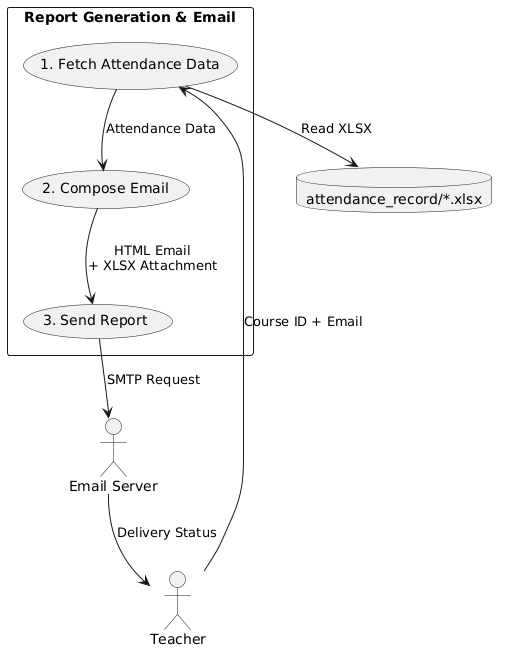 Report Generation & Email
1. Fetch Attendance Data
Attendance Data
Read XLSX
2. Compose Email
attendance_record/*.xlsx
HTML Email
+ XLSX Attachment
3. Send Report
Course ID + Email
SMTP Request
Email Server
Delivery Status
Teacher